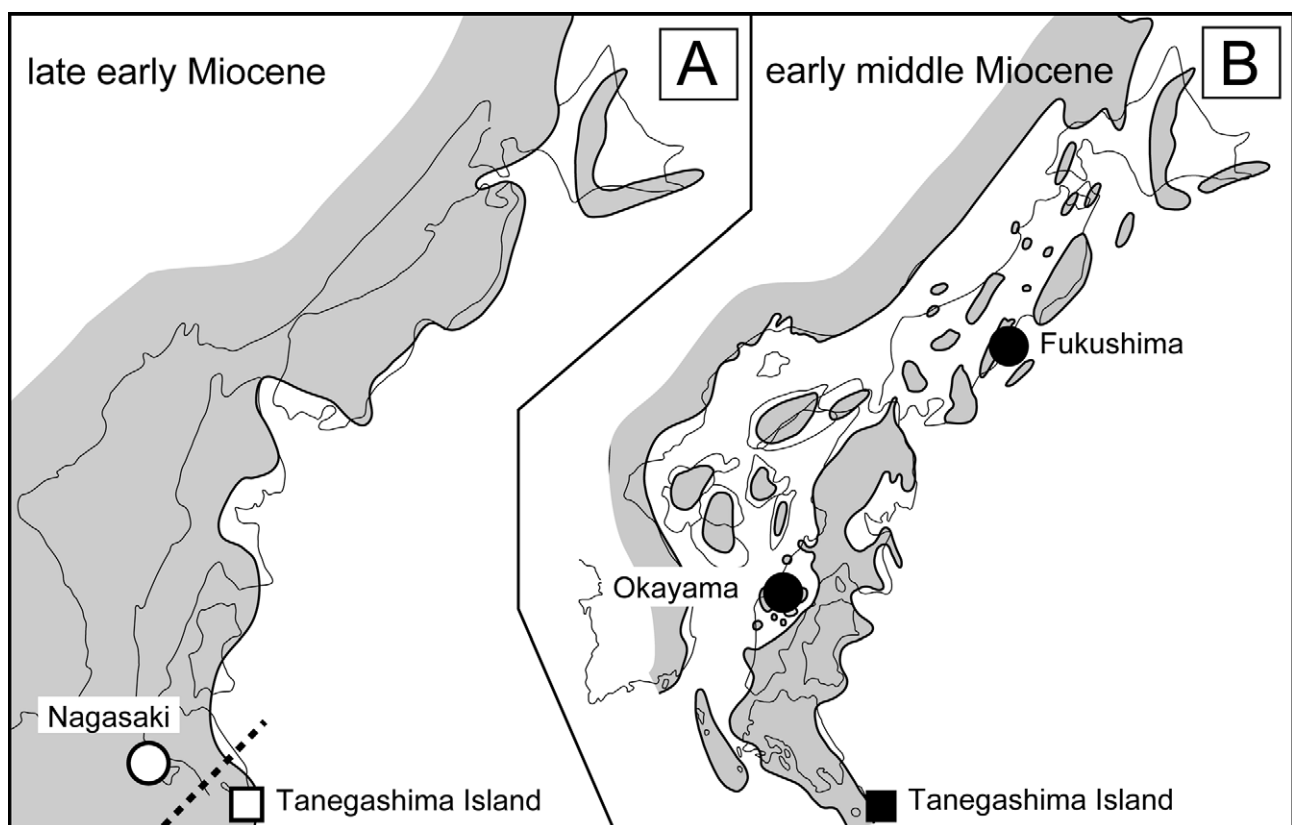 late early Miocene
A
early middle Miocene
B
Fukushima
Okayama
Nagasaki
Tanegashima Island
Tanegashima Island